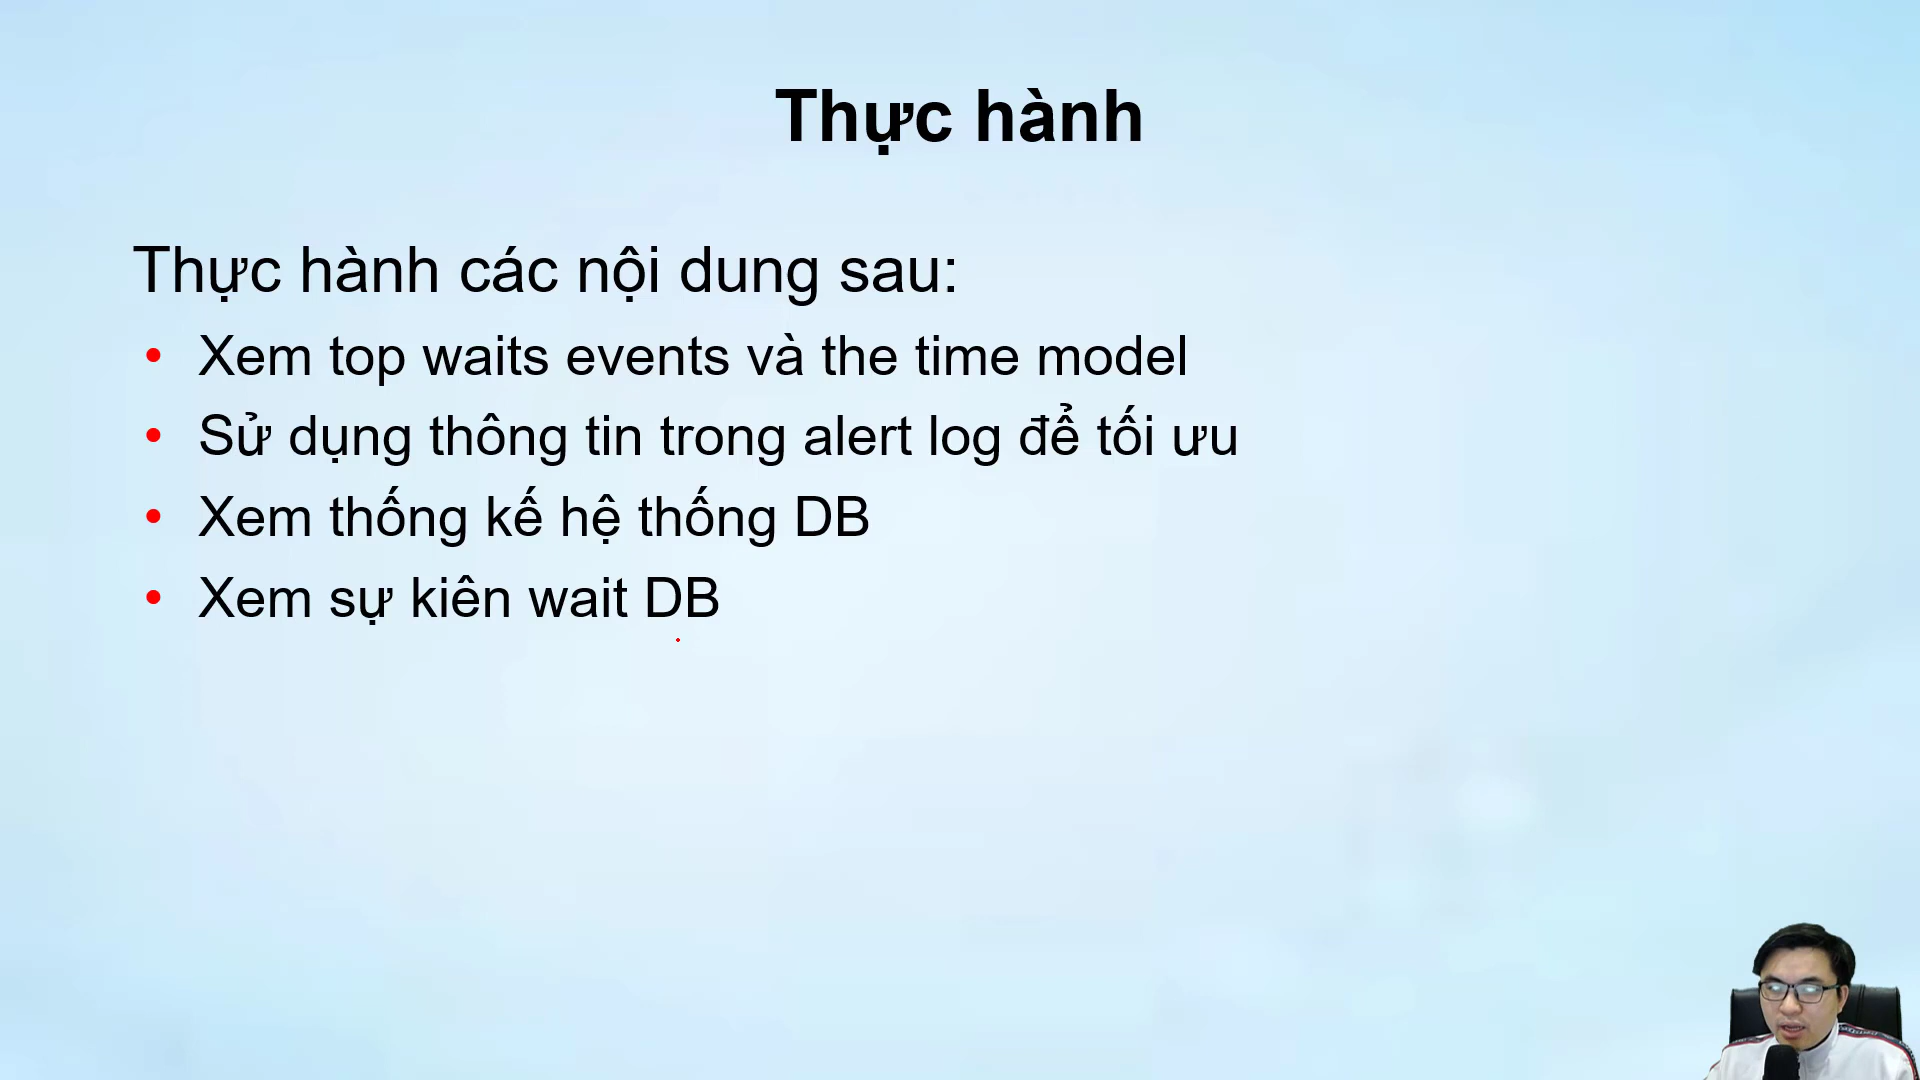 Thực hành
Thực hành các nội dung sau:
• Xem top waits events và the time model
• Sử dụng thông tin trong alert log để tối ưu
• Xem thống kế hệ thống DB
• Xem sự kiên wait DB